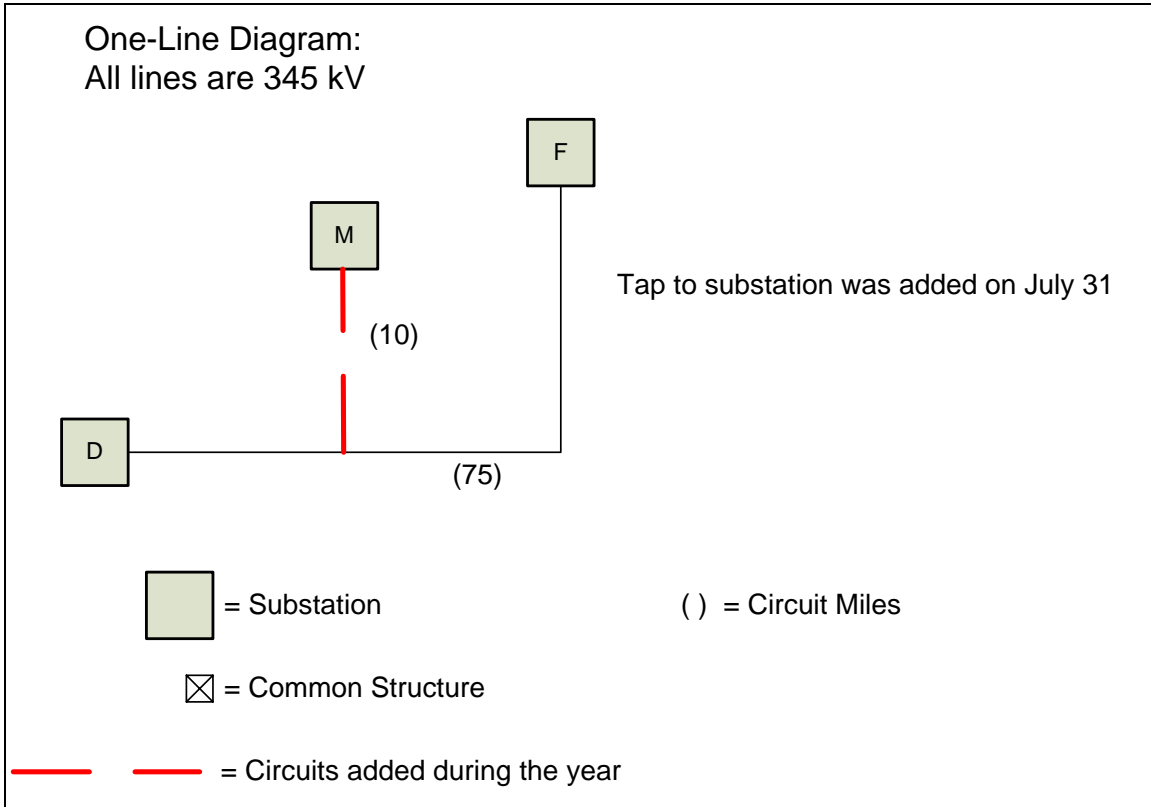 One-Line Diagram:
All lines are 345 kV
F
M
Tap to substation was added on July 31
(10)
D
(75)
= Substation
( ) = Circuit Miles
= Common Structure
= Circuits added during the year